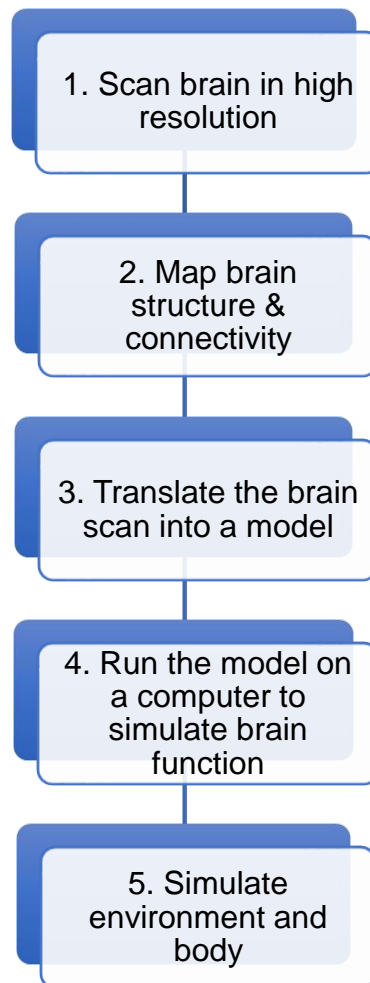 1. Scan brain in high
resolution
2. Map brain
structure &
connectivity
3. Translate the brain
scan into a model
4. Run the model on
a computer to
simulate brain
function
5. Simulate
environment and
body